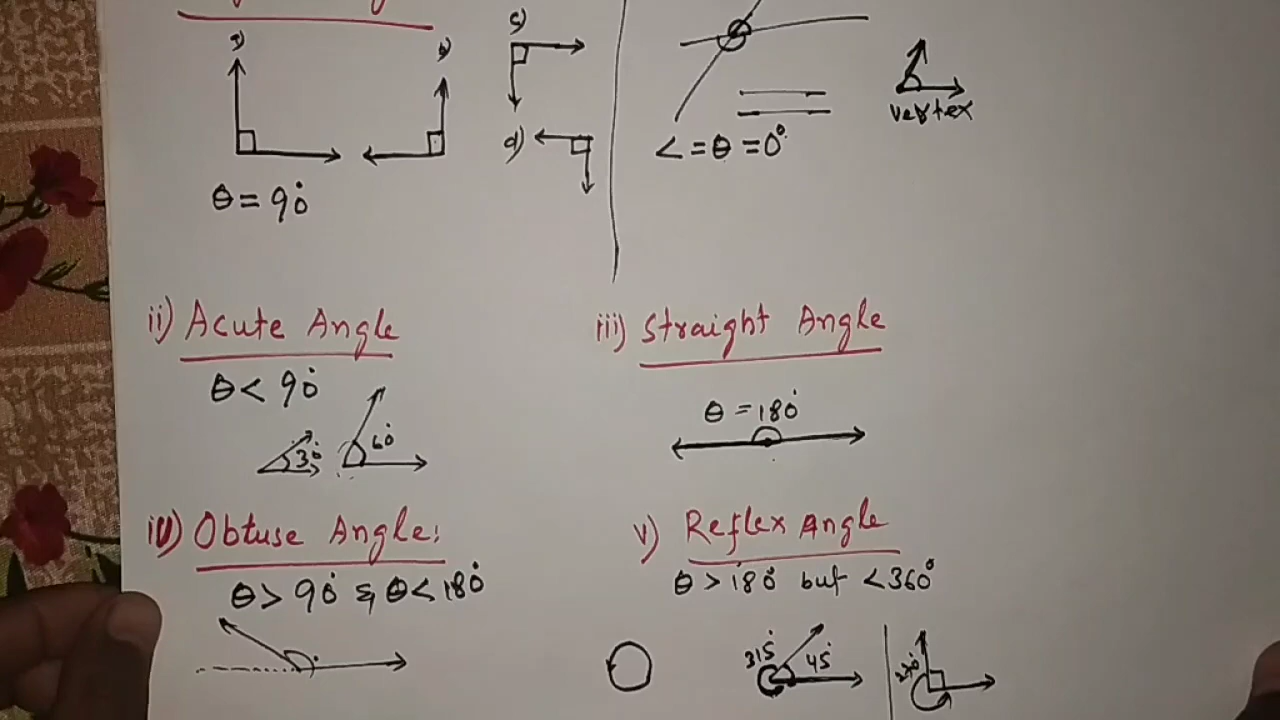 a)
b)
c)
d)
θ = 90°
∠ = θ = 0°
vertex
ii) Acute Angle
θ < 90°
30°
60°
iii) Straight Angle
θ = 180°
iv) Obtuse Angle:
θ > 90° & θ < 180°
v) Reflex Angle
θ > 180° but < 360°
315°
45°
270°